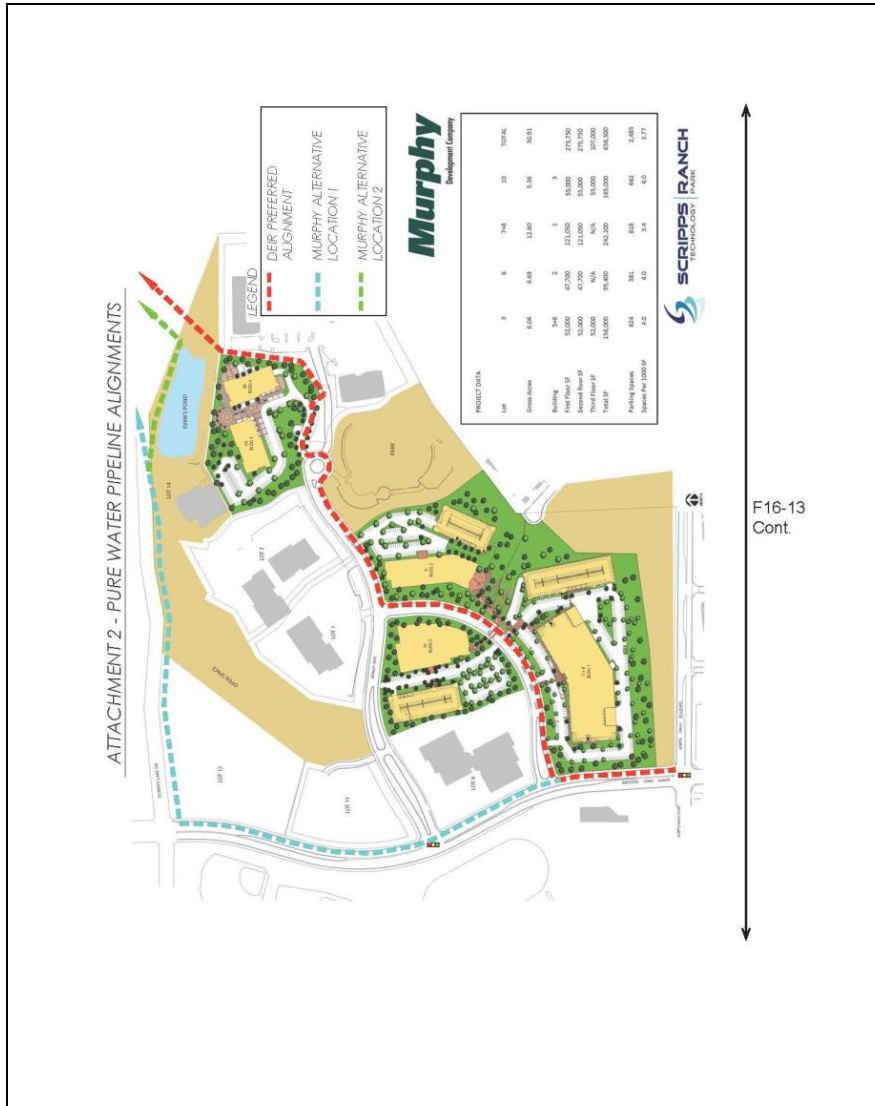 ATTACHMENT 2 - PURE WATER PIPELINE ALIGNMENTS
LEGEND
DEIR PREFERRED
ALIGNMENT
MURPHY ALTERNATIVE
LOCATION 1
MURPHY ALTERNATIVE
LOCATION 2
Murphy
Development Company
PROJECT DATA
Lot 3 6 7+8 10 TOTAL
Gross Acres 6.06 6.69 12.80 5.36 30.91
Building 5+6 2 1 3
First Floor SF 52,000 47,700 121,050 55,000 275,750
Second floor SF 52,000 47,700 121,050 55,000 275,750
Third Floor SF 52,000 N/A N/A 55,000 107,000
Total SF 156,000 95,400 242,100 165,000 658,500
Parking Spaces 624 381 818 662 2,485
Spaces Per 1000 SF 4.0 4.0 3.4 4.0 3.77
SCRIPPS RANCH
TECHNOLOGY PARK
EVAN'S POND
LOT 14
LOT 2
LOT 1
OPEN SPACE
LOT 12
LOT 11
LOT 9
PARK
7+8
BLDG 1
NORTH
F16-13
Cont.